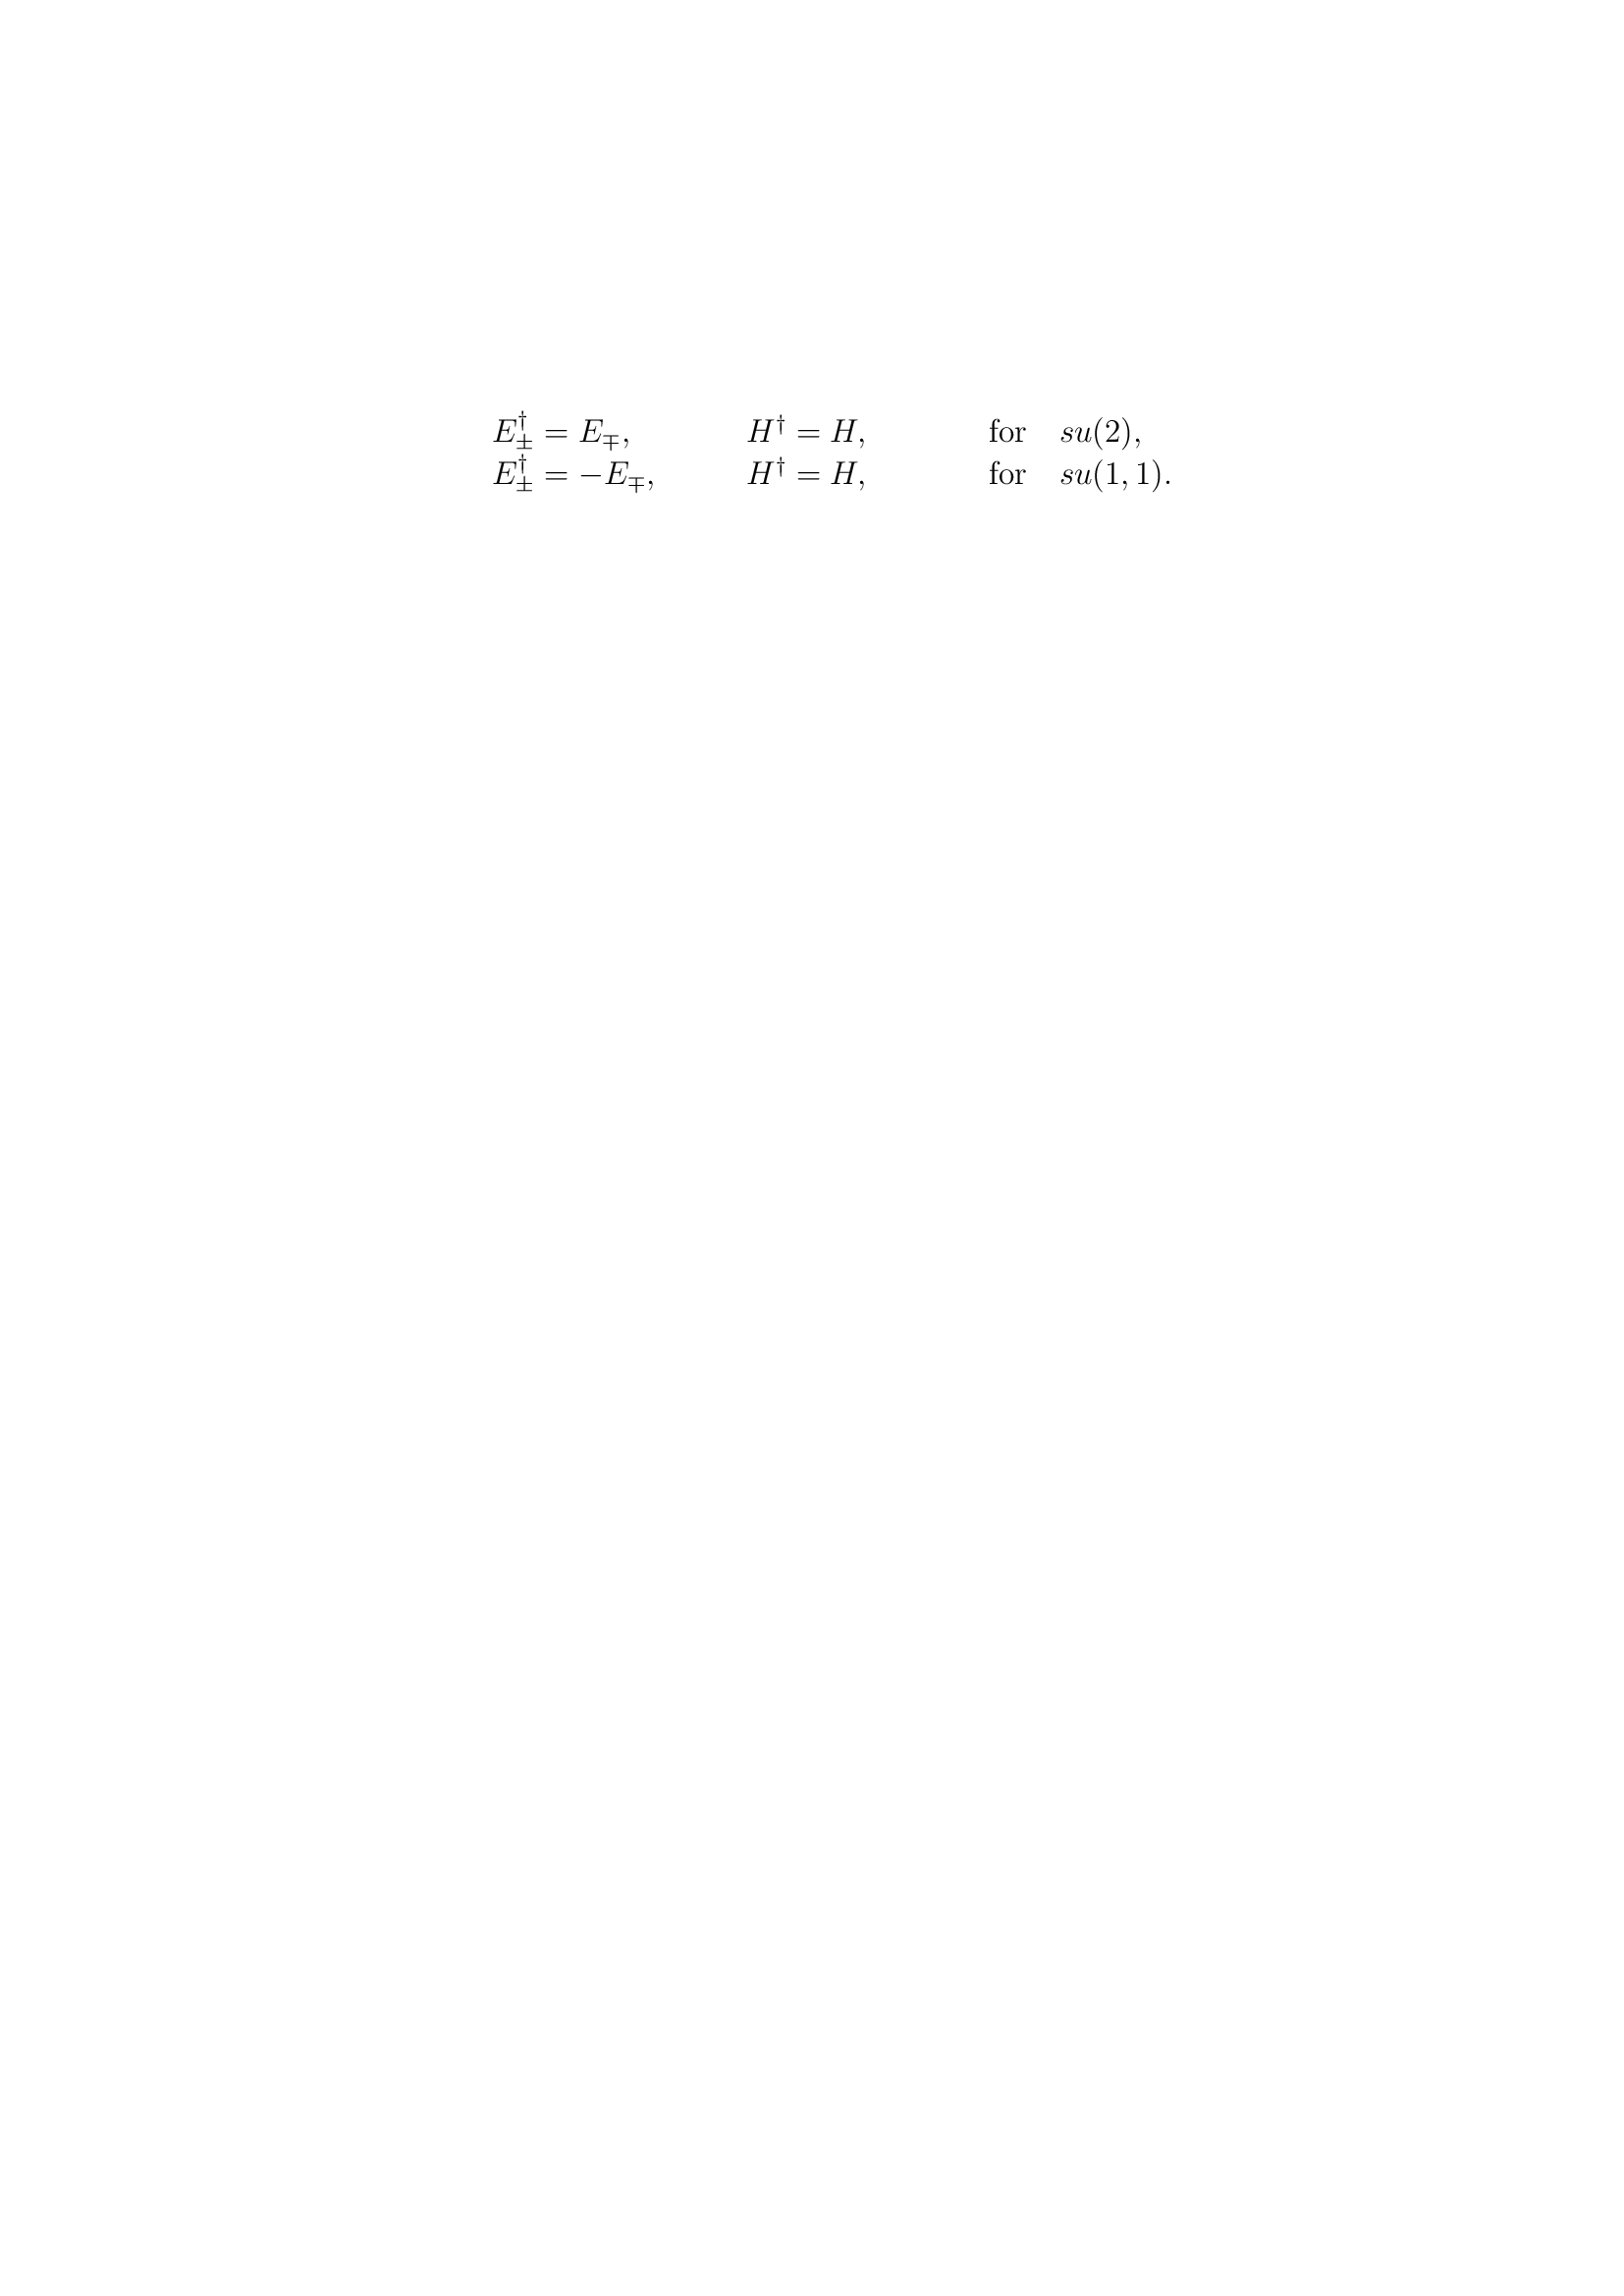 $E_{\pm}^{\dagger} = E_{\mp}, \qquad H^{\dagger} = H, \qquad \text{for} \quad su(2),$
$E_{\pm}^{\dagger} = -E_{\mp}, \qquad H^{\dagger} = H, \qquad \text{for} \quad su(1,1).$